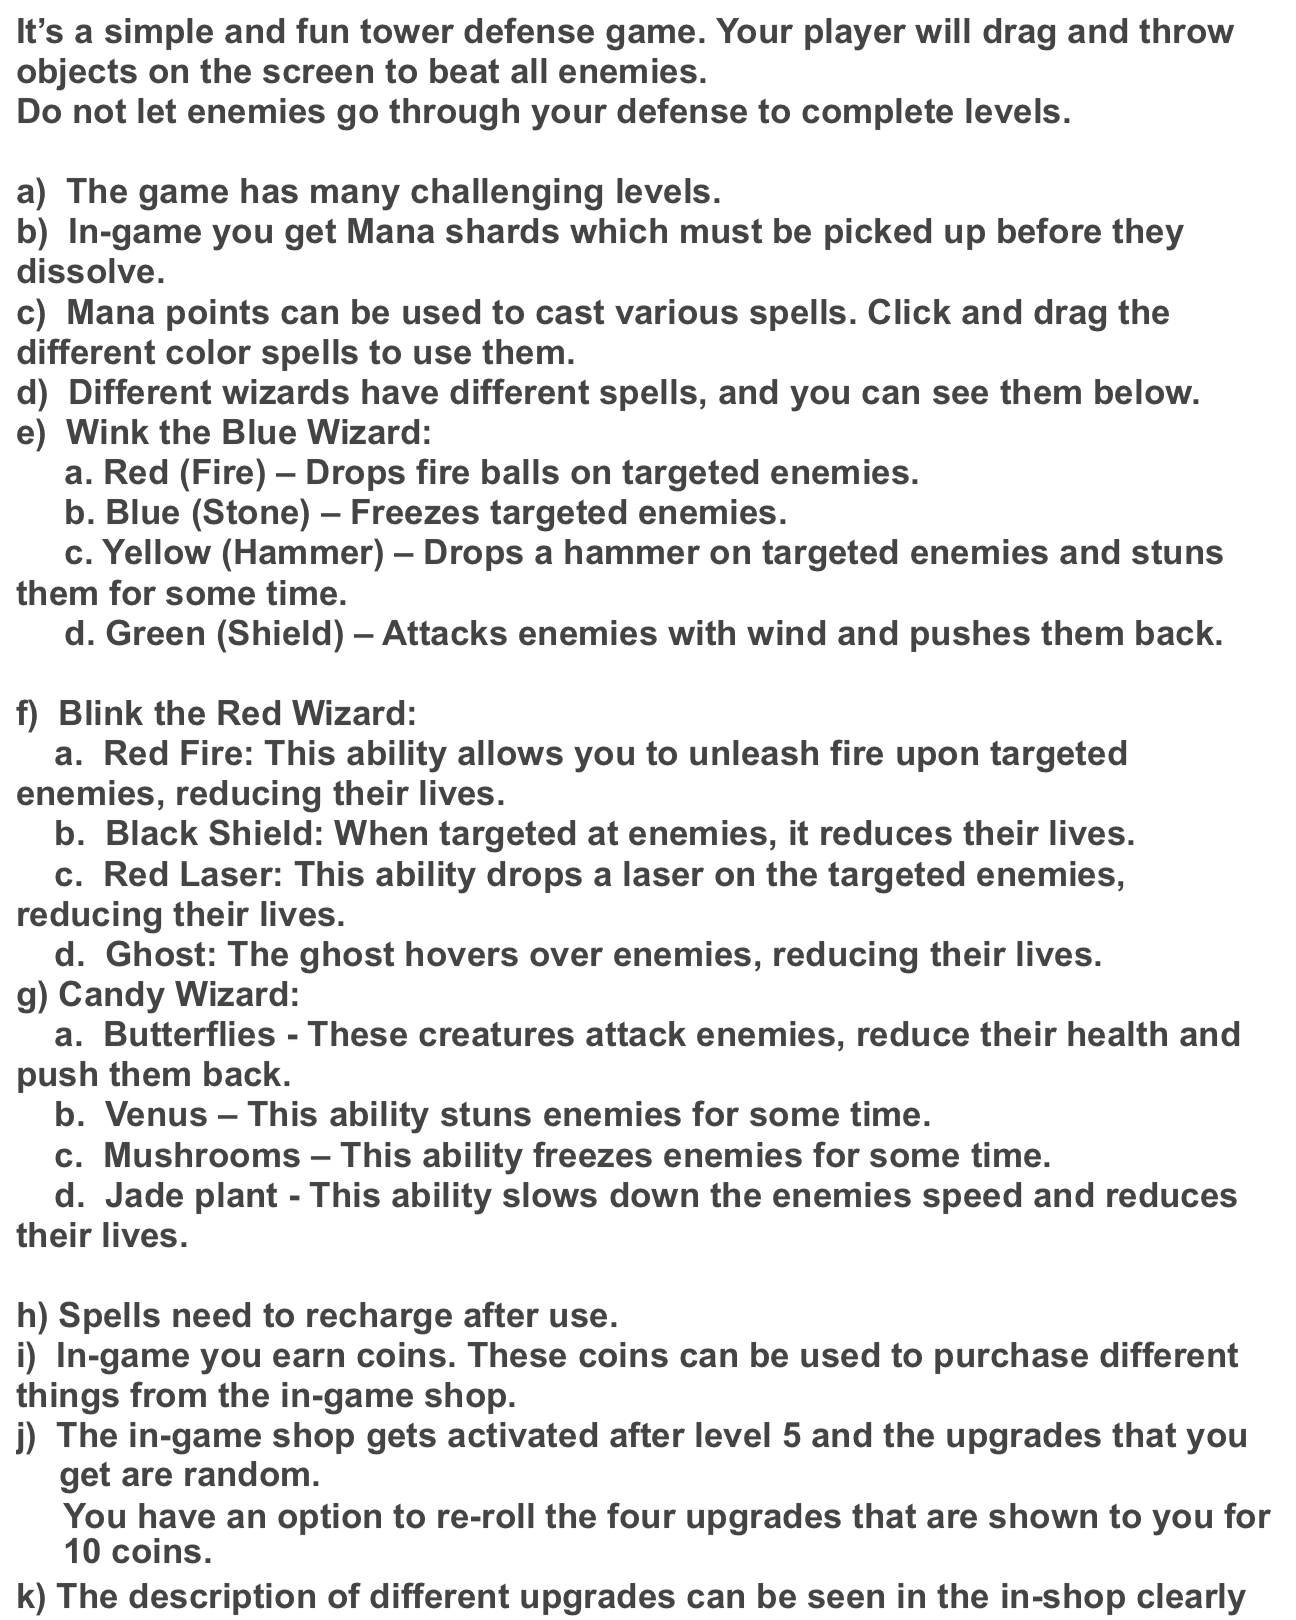 It’s a simple and fun tower defense game. Your player will drag and throw
objects on the screen to beat all enemies.
Do not let enemies go through your defense to complete levels.
a) The game has many challenging levels.
b) In-game you get Mana shards which must be picked up before they
dissolve.
c) Mana points can be used to cast various spells. Click and drag the
different color spells to use them.
d) Different wizards have different spells, and you can see them below.
e) Wink the Blue Wizard:
a. Red (Fire) – Drops fire balls on targeted enemies.
b. Blue (Stone) – Freezes targeted enemies.
c. Yellow (Hammer) – Drops a hammer on targeted enemies and stuns
them for some time.
d. Green (Shield) – Attacks enemies with wind and pushes them back.
f) Blink the Red Wizard:
a. Red Fire: This ability allows you to unleash fire upon targeted
enemies, reducing their lives.
b. Black Shield: When targeted at enemies, it reduces their lives.
c. Red Laser: This ability drops a laser on the targeted enemies,
reducing their lives.
d. Ghost: The ghost hovers over enemies, reducing their lives.
g) Candy Wizard:
a. Butterflies - These creatures attack enemies, reduce their health and
push them back.
b. Venus – This ability stuns enemies for some time.
c. Mushrooms – This ability freezes enemies for some time.
d. Jade plant - This ability slows down the enemies speed and reduces
their lives.
h) Spells need to recharge after use.
i) In-game you earn coins. These coins can be used to purchase different
things from the in-game shop.
j) The in-game shop gets activated after level 5 and the upgrades that you
get are random.
You have an option to re-roll the four upgrades that are shown to you for
10 coins.
k) The description of different upgrades can be seen in the in-shop clearly